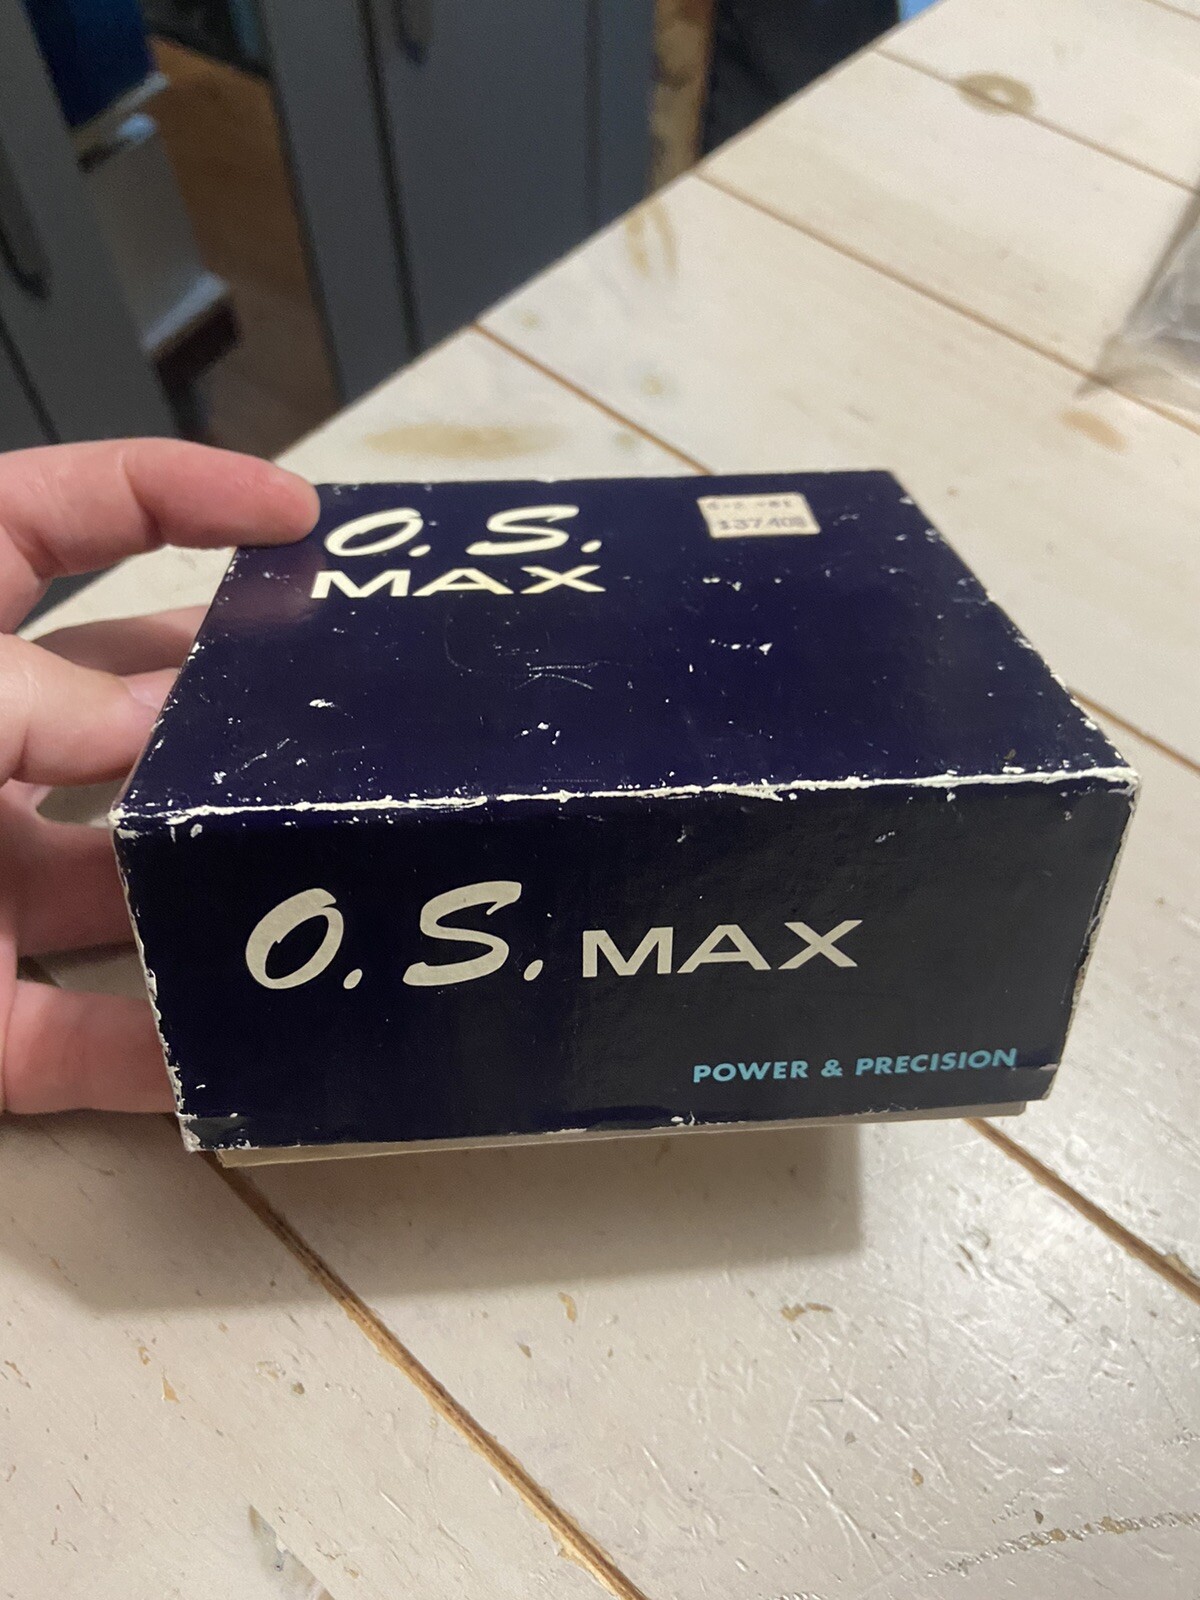 O. S.
MAX
O. S. MAX
POWER & PRECISION